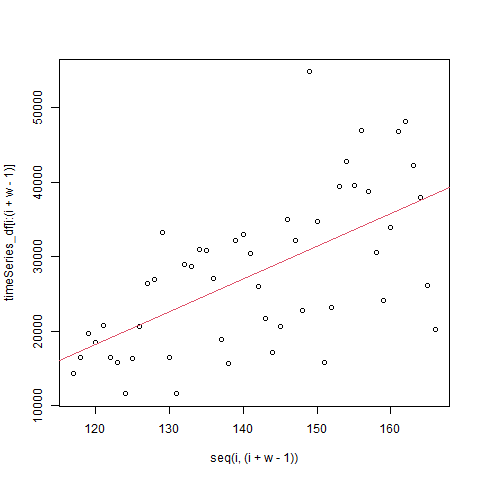 50000
40000
30000
20000
10000
timeSeries_df[i:(i + w - 1)]
120 130 140 150 160
seq(i, (i + w - 1))